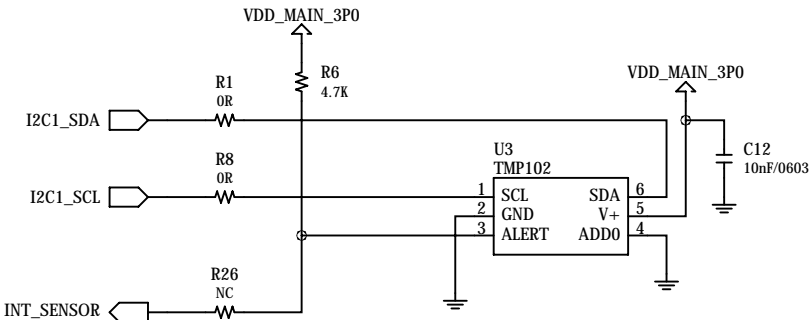 VDD_MAIN_3P0
R6
4.7K
VDD_MAIN_3P0
R1
0R
I2C1_SDA
C12
10nF/0603
U3
TMP102
R8
0R
I2C1_SCL
1 SCL SDA 6
2 GND V+ 5
3 ALERT ADD0 4
R26
NC
INT_SENSOR